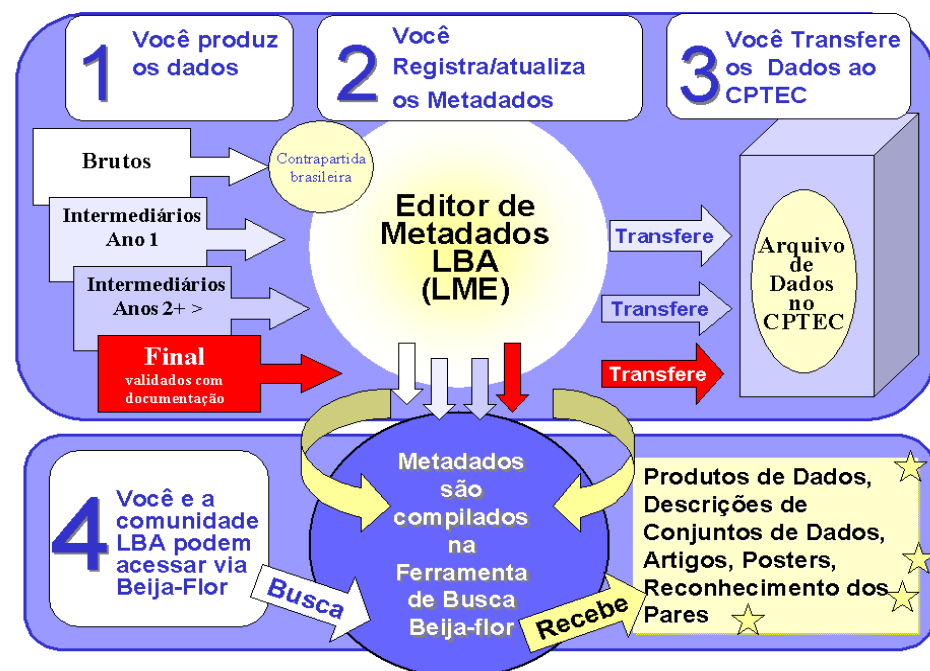 1
Você produz
os dados
2
Você
Registra/atualiza
os Metadados
3
Você Transfere
os Dados ao
CPTEC
Brutos
Contrapartida
brasileira
Intermediários
Ano 1
Intermediários
Anos 2+ >
Final
validados com
documentação
Editor de
Metadados
LBA
(LME)
Transfere
Transfere
Transfere
Arquivo
de
Dados
no
CPTEC
4
Você e a
comunidade
LBA podem
acessar via
Beija-Flor
Busca
Metadados
são
compilados
na
Ferramenta
de Busca
Beija-flor
Recebe
Produtos de Dados,
Descrições de
Conjuntos de Dados,
Artigos, Posters,
Reconhecimento dos
Pares